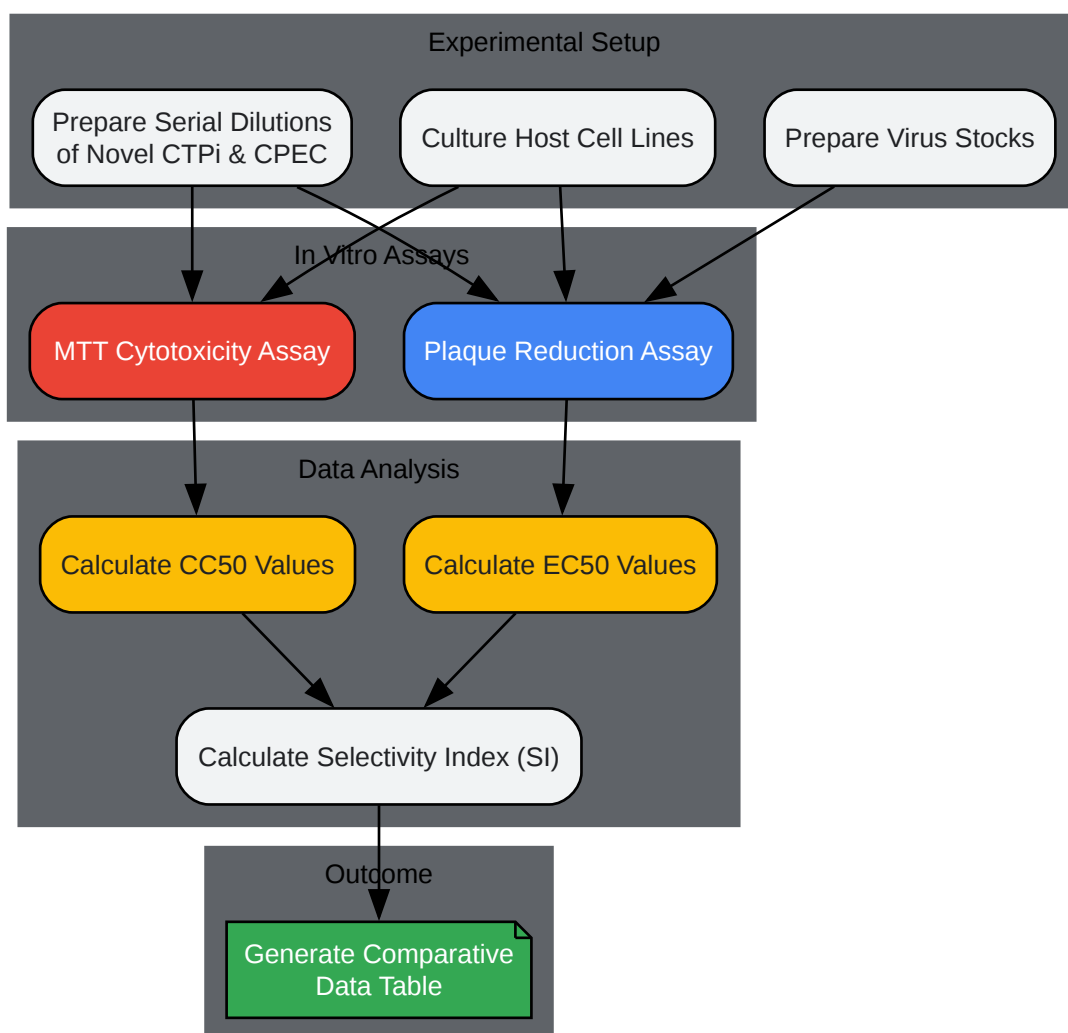 Experimental Setup
Prepare Serial Dilutions
of Novel CTPi & CPEC
Culture Host Cell Lines
Prepare Virus Stocks
In Vitro Assays
MTT Cytotoxicity Assay
Plaque Reduction Assay
Data Analysis
Calculate CC50 Values
Calculate EC50 Values
Calculate Selectivity Index (SI)
Outcome
Generate Comparative
Data Table